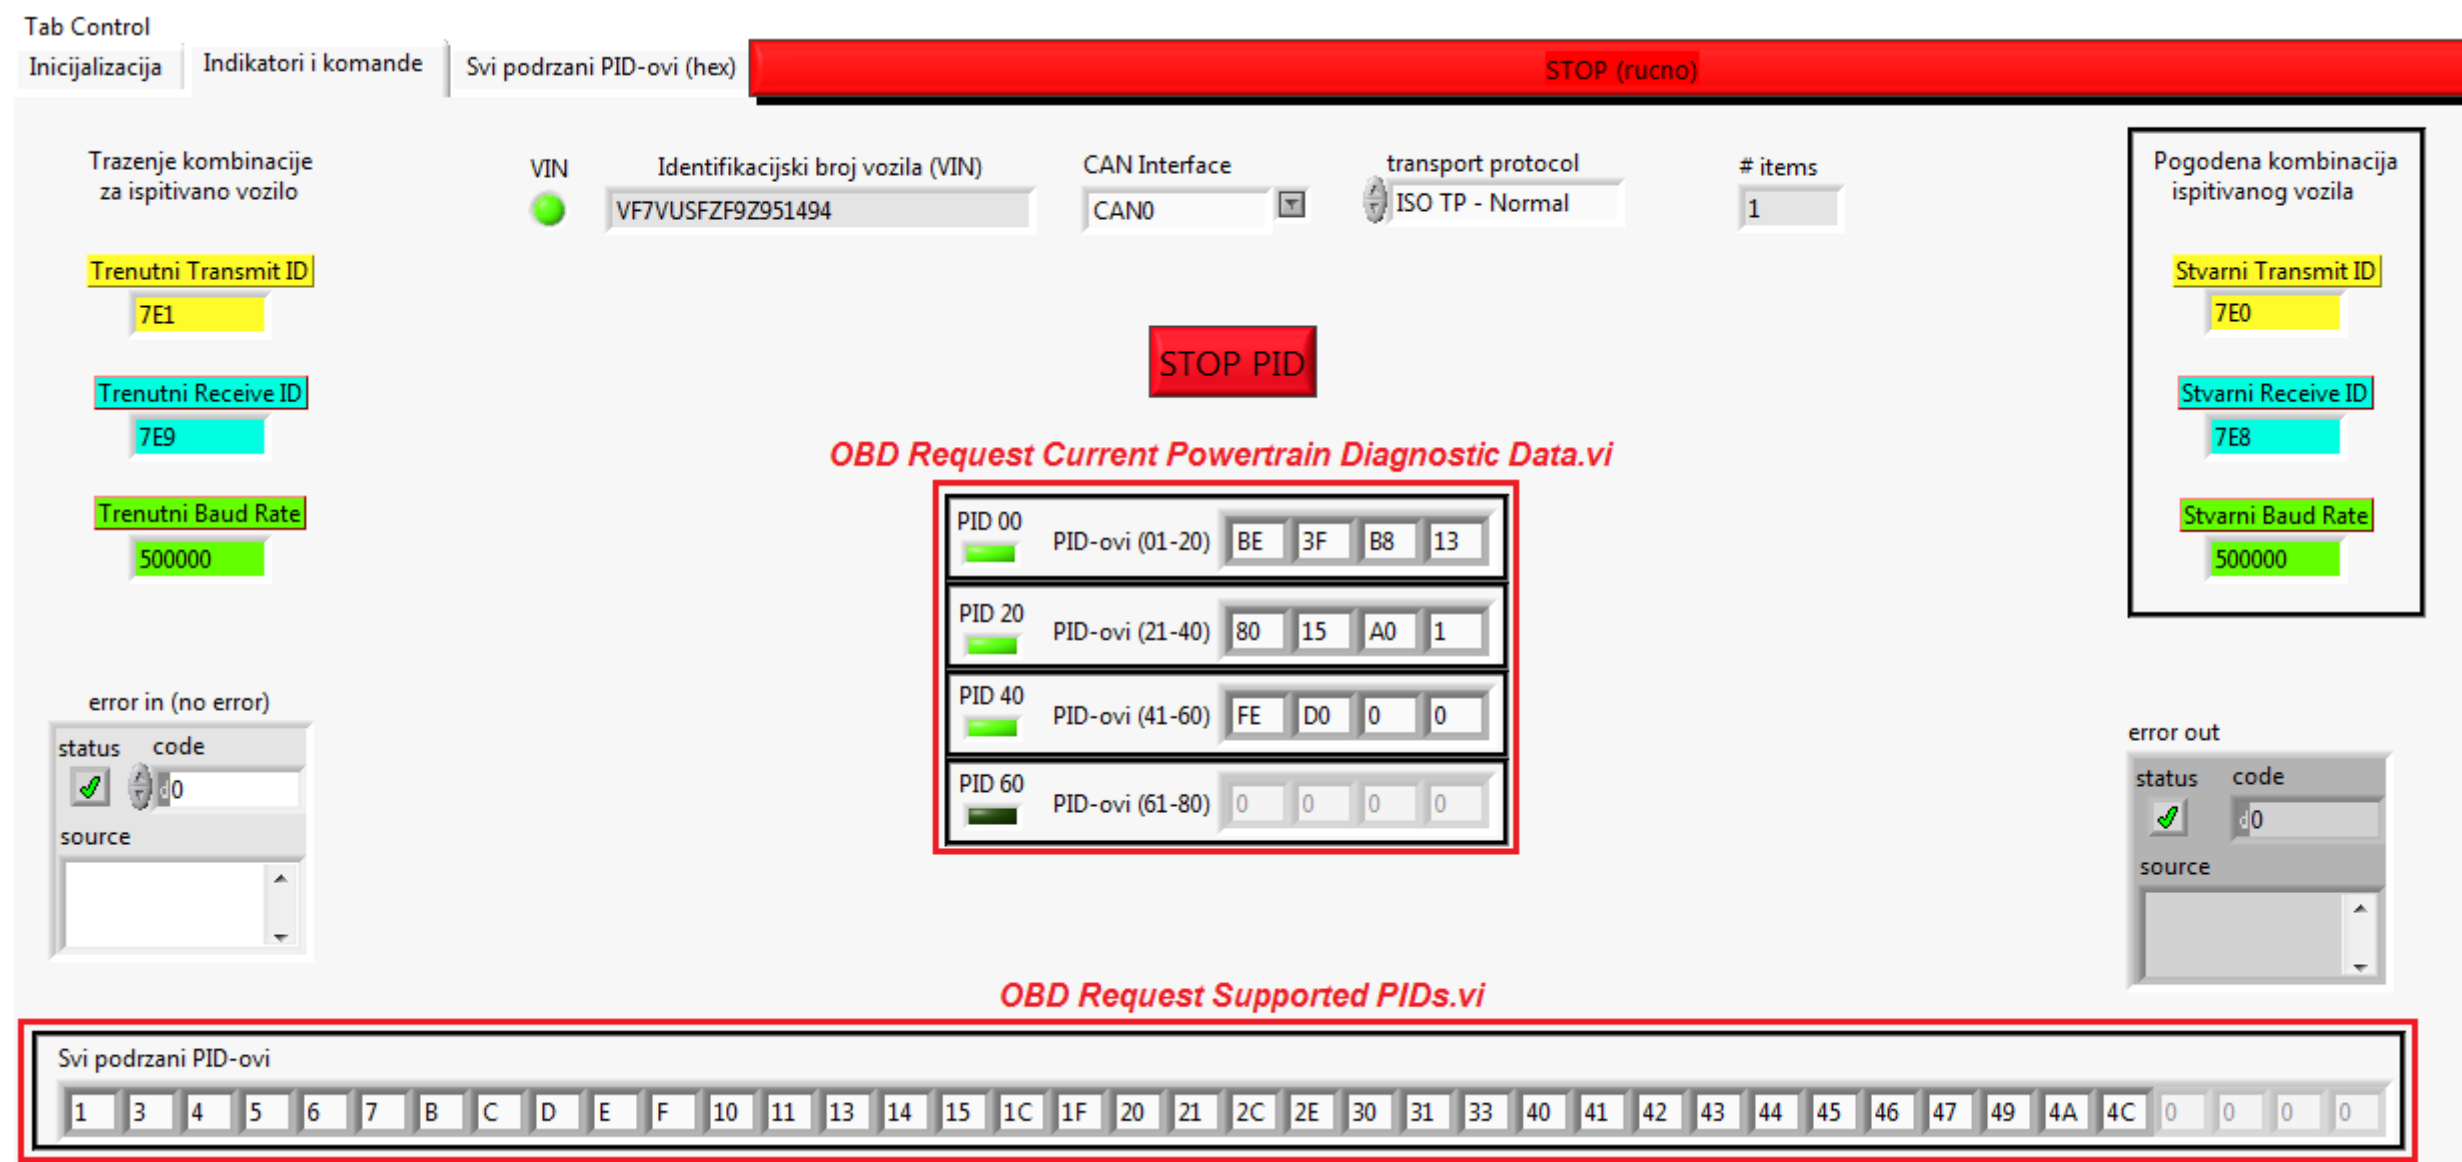 Tab Control
Inicijalizacija Indikatori i komande Svi podrzani PID-ovi (hex) STOP (rucno)
Trazenje kombinacije
za ispitivano vozilo
Trenutni Transmit ID
7E1
Trenutni Receive ID
7E9
Trenutni Baud Rate
500000
error in (no error)
status code
d0
source
VIN Identifikacijski broj vozila (VIN) CAN Interface transport protocol # items
VF7VUSFZF9Z951494 CAN0 ISO TP - Normal 1
STOP PID
OBD Request Current Powertrain Diagnostic Data.vi
PID 00 PID-ovi (01-20) BE 3F B8 13
PID 20 PID-ovi (21-40) 80 15 A0 1
PID 40 PID-ovi (41-60) FE D0 0 0
PID 60 PID-ovi (61-80) 0 0 0 0
Pogodena kombinacija
ispitivanog vozila
Stvarni Transmit ID
7E0
Stvarni Receive ID
7E8
Stvarni Baud Rate
500000
error out
status code
d0
source
OBD Request Supported PIDs.vi
Svi podrzani PID-ovi
1 3 4 5 6 7 B C D E F 10 11 13 14 15 1C 1F 20 21 2C 2E 30 31 33 40 41 42 43 44 45 46 47 49 4A 4C 0 0 0 0